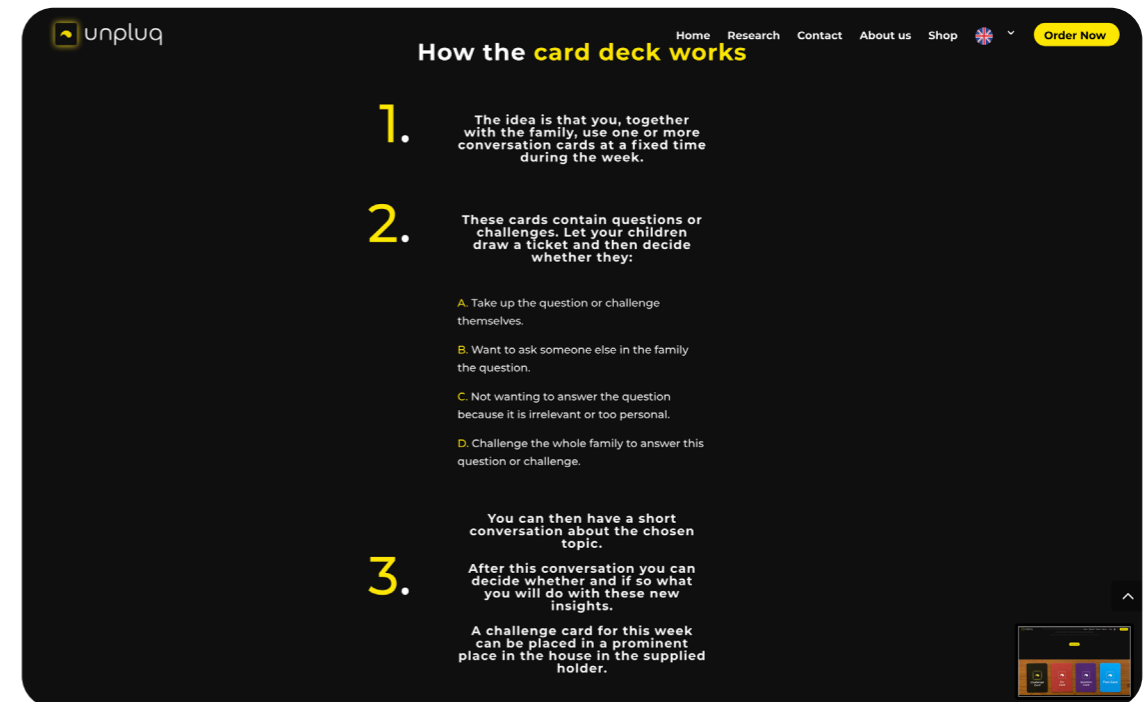 unpluq
Home Research Contact About us Shop Order Now
How the card deck works
1.
The idea is that you, together
with the family, use one or more
conversation cards at a fixed time
during the week.
2.
These cards contain questions or
challenges. Let your children
draw a ticket and then decide
whether they:
A. Take up the question or challenge
themselves.
B. Want to ask someone else in the family
the question.
C. Not wanting to answer the question
because it is irrelevant or too personal.
D. Challenge the whole family to answer this
question or challenge.
3.
You can then have a short
conversation about the chosen
topic.
After this conversation you can
decide whether and if so what
you will do with these new
insights.
A challenge card for this week
can be placed in a prominent
place in the house in the supplied
holder.